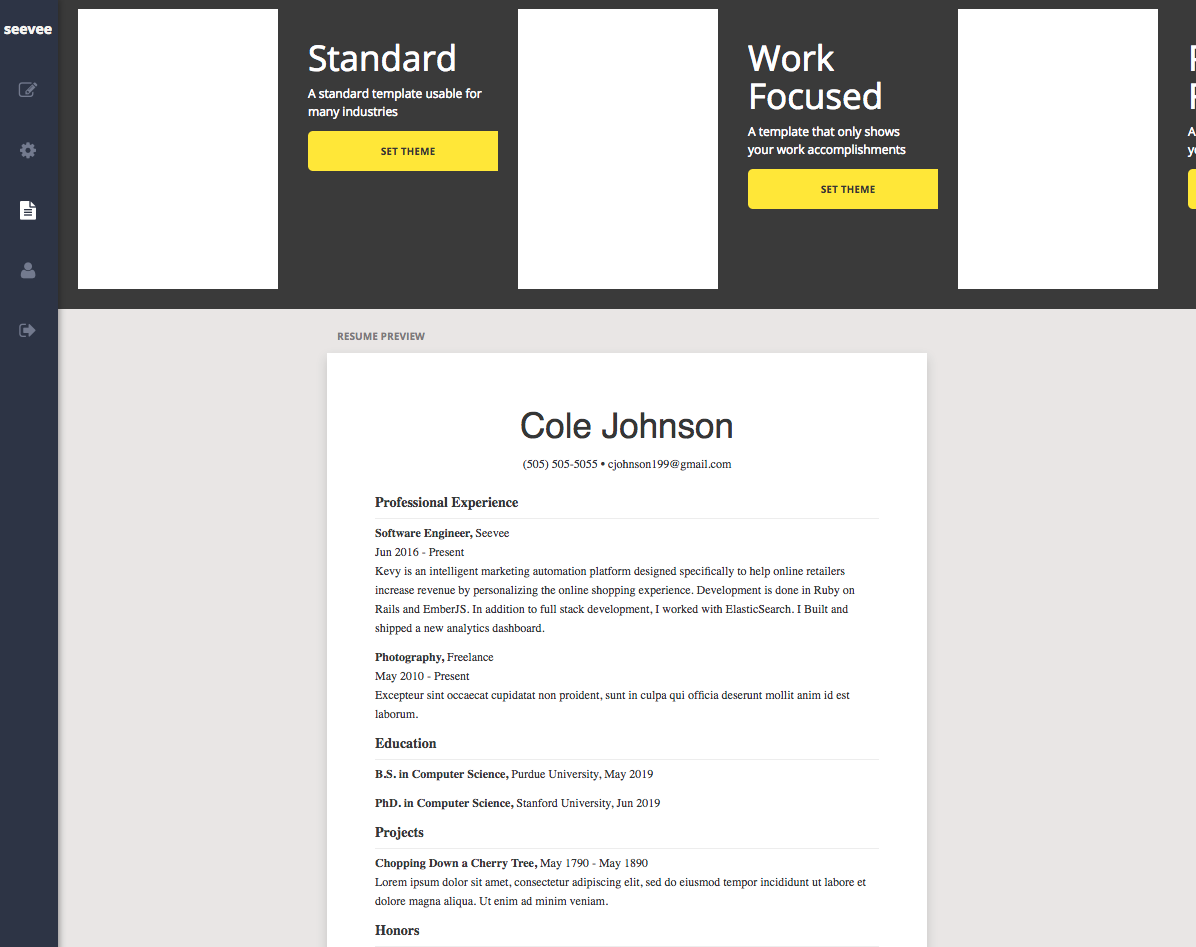 seevee
Standard
A standard template usable for
many industries
SET THEME
Work
Focused
A template that only shows
your work accomplishments
SET THEME
RESUME PREVIEW
Cole Johnson
(505) 505-5055 • cjohnson199@gmail.com
Professional Experience
Software Engineer, Seevee
Jun 2016 - Present
Kevy is an intelligent marketing automation platform designed specifically to help online retailers
increase revenue by personalizing the online shopping experience. Development is done in Ruby on
Rails and EmberJS. In addition to full stack development, I worked with ElasticSearch. I Built and
shipped a new analytics dashboard.
Photography, Freelance
May 2010 - Present
Excepteur sint occaecat cupidatat non proident, sunt in culpa qui officia deserunt mollit anim id est
laborum.
Education
B.S. in Computer Science, Purdue University, May 2019
PhD. in Computer Science, Stanford University, Jun 2019
Projects
Chopping Down a Cherry Tree, May 1790 - May 1890
Lorem ipsum dolor sit amet, consectetur adipiscing elit, sed do eiusmod tempor incididunt ut labore et
dolore magna aliqua. Ut enim ad minim veniam.
Honors